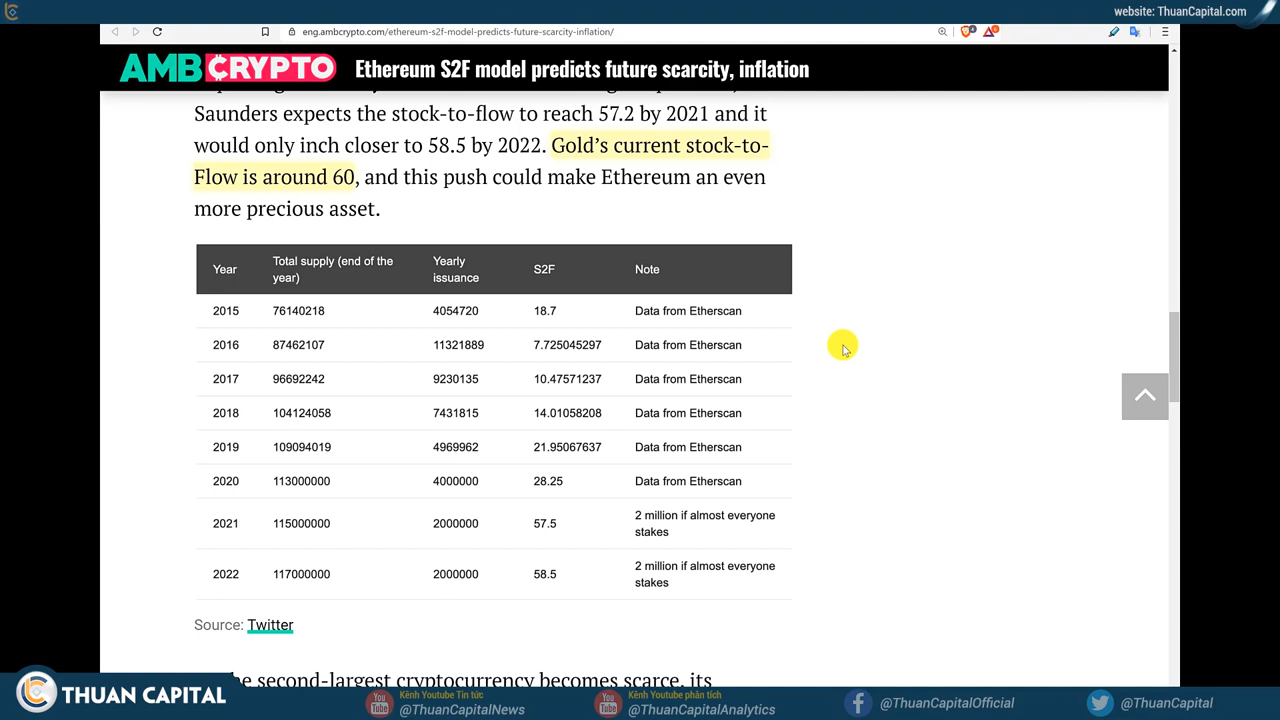 website: ThuanCapital.com
eng.ambcrypto.com/ethereum-s2f-model-predicts-future-scarcity-inflation/
AMBCRYPTO Ethereum S2F model predicts future scarcity, inflation
Saunders expects the stock-to-flow to reach 57.2 by 2021 and it
would only inch closer to 58.5 by 2022. Gold's current stock-to-
Flow is around 60, and this push could make Ethereum an even
more precious asset.
Year Total supply (end of the year) Yearly issuance S2F Note
2015 76140218 4054720 18.7 Data from Etherscan
2016 87462107 11321889 7.725045297 Data from Etherscan
2017 96692242 9230135 10.47571237 Data from Etherscan
2018 104124058 7431815 14.01058208 Data from Etherscan
2019 109094019 4969962 21.95067637 Data from Etherscan
2020 113000000 4000000 28.25 Data from Etherscan
2021 115000000 2000000 57.5 2 million if almost everyone stakes
2022 117000000 2000000 58.5 2 million if almost everyone stakes
Source: Twitter
second-largest cryptocurrency becomes scarce, its
THUAN CAPITAL
Kênh Youtube Tin tức
@ThuanCapitalNews
Kênh Youtube phân tích
@ThuanCapitalAnalytics
@ThuanCapitalOfficial
@ThuanCapital